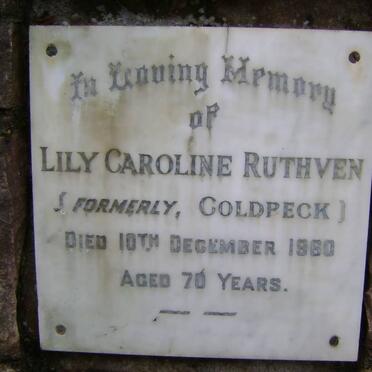 In Loving Memory
of
LILY CAROLINE RUTHVEN
(FORMERLY, GOLDPECK)
DIED 10TH DECEMBER 1960
AGED 70 YEARS.